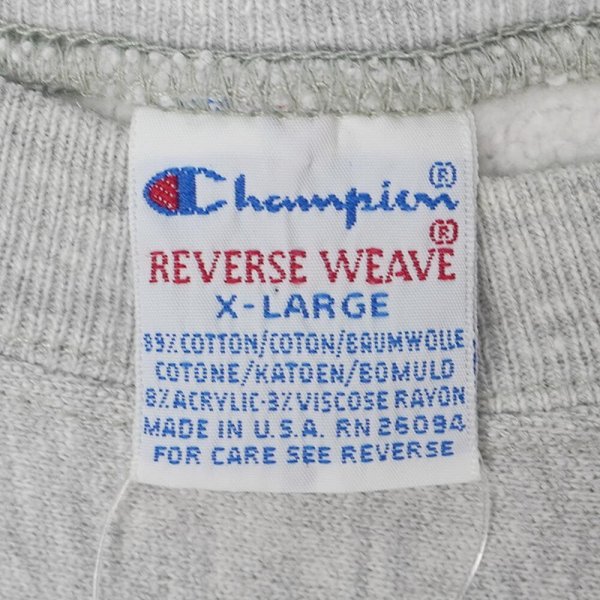 Champion®
REVERSE WEAVE®
X-LARGE
89% COTTON/COTON/BAUMWOLLE
COTONE/KATOEN/BOMULD
8% ACRYLIC-3% VISCOSE RAYON
MADE IN U.S.A. RN 26094
FOR CARE SEE REVERSE